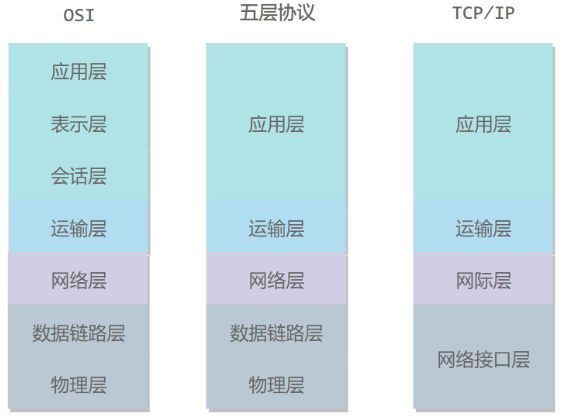 OSI
五层协议
TCP/IP
应用层
表示层
会话层
运输层
网络层
数据链路层
物理层
应用层
运输层
网络层
数据链路层
物理层
应用层
运输层
网际层
网络接口层